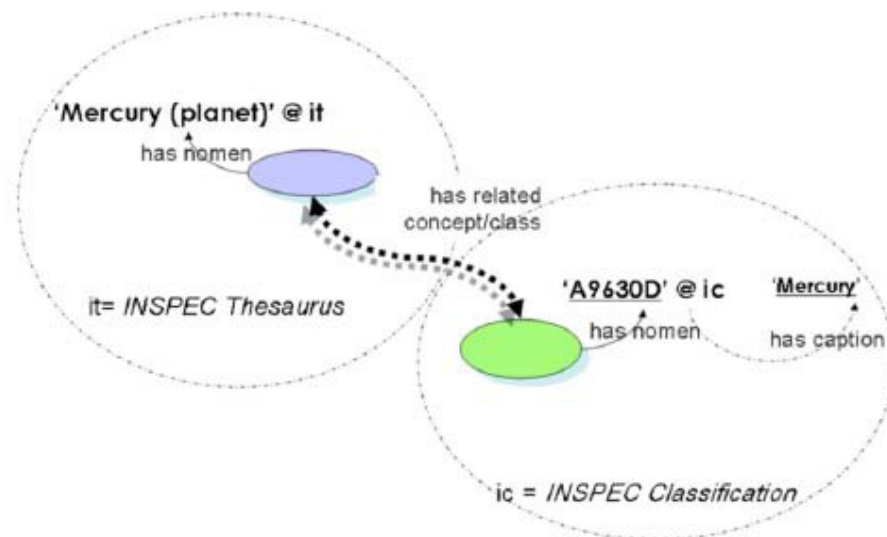 'Mercury (planet)' @ it
has nomen
has related
concept/class
it= INSPEC Thesaurus
'A9630D' @ ic
'Mercury'
has nomen
has caption
ic = INSPEC Classification